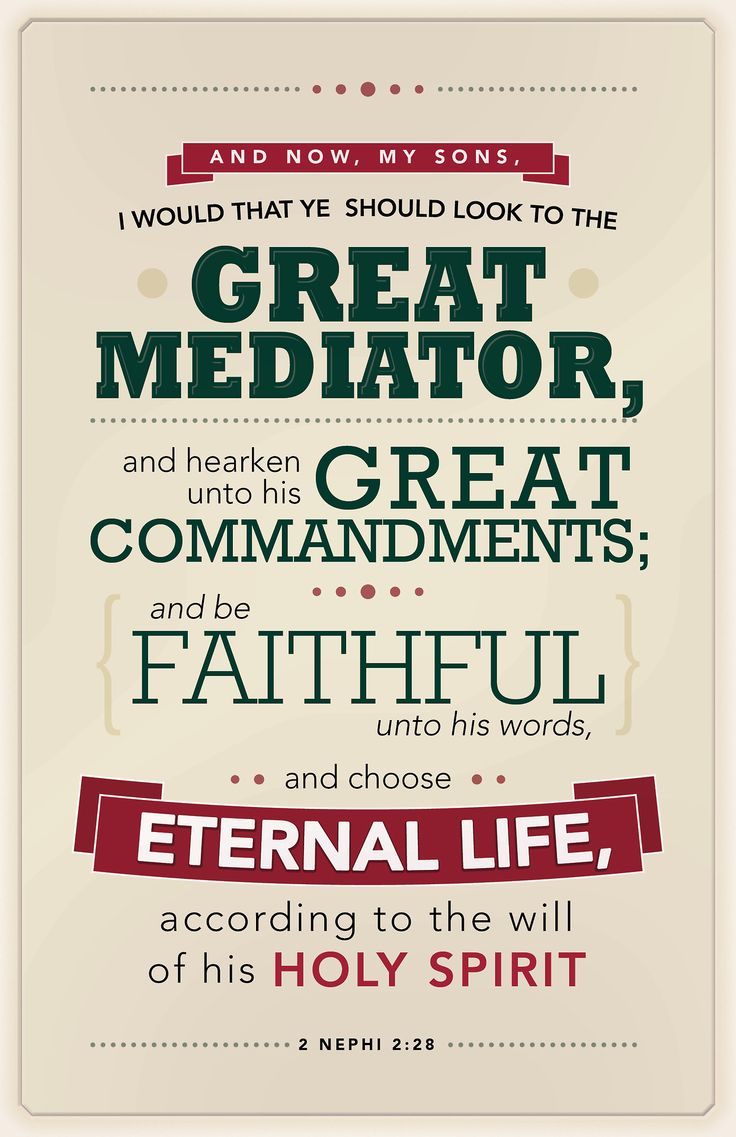 AND NOW, MY SONS,
I WOULD THAT YE SHOULD LOOK TO THE
GREAT
MEDIATOR,
and hearken
unto his
GREAT
COMMANDMENTS;
and be
FAITHFUL
unto his words,
and choose
ETERNAL LIFE,
according to the will
of his HOLY SPIRIT
2 NEPHI 2:28